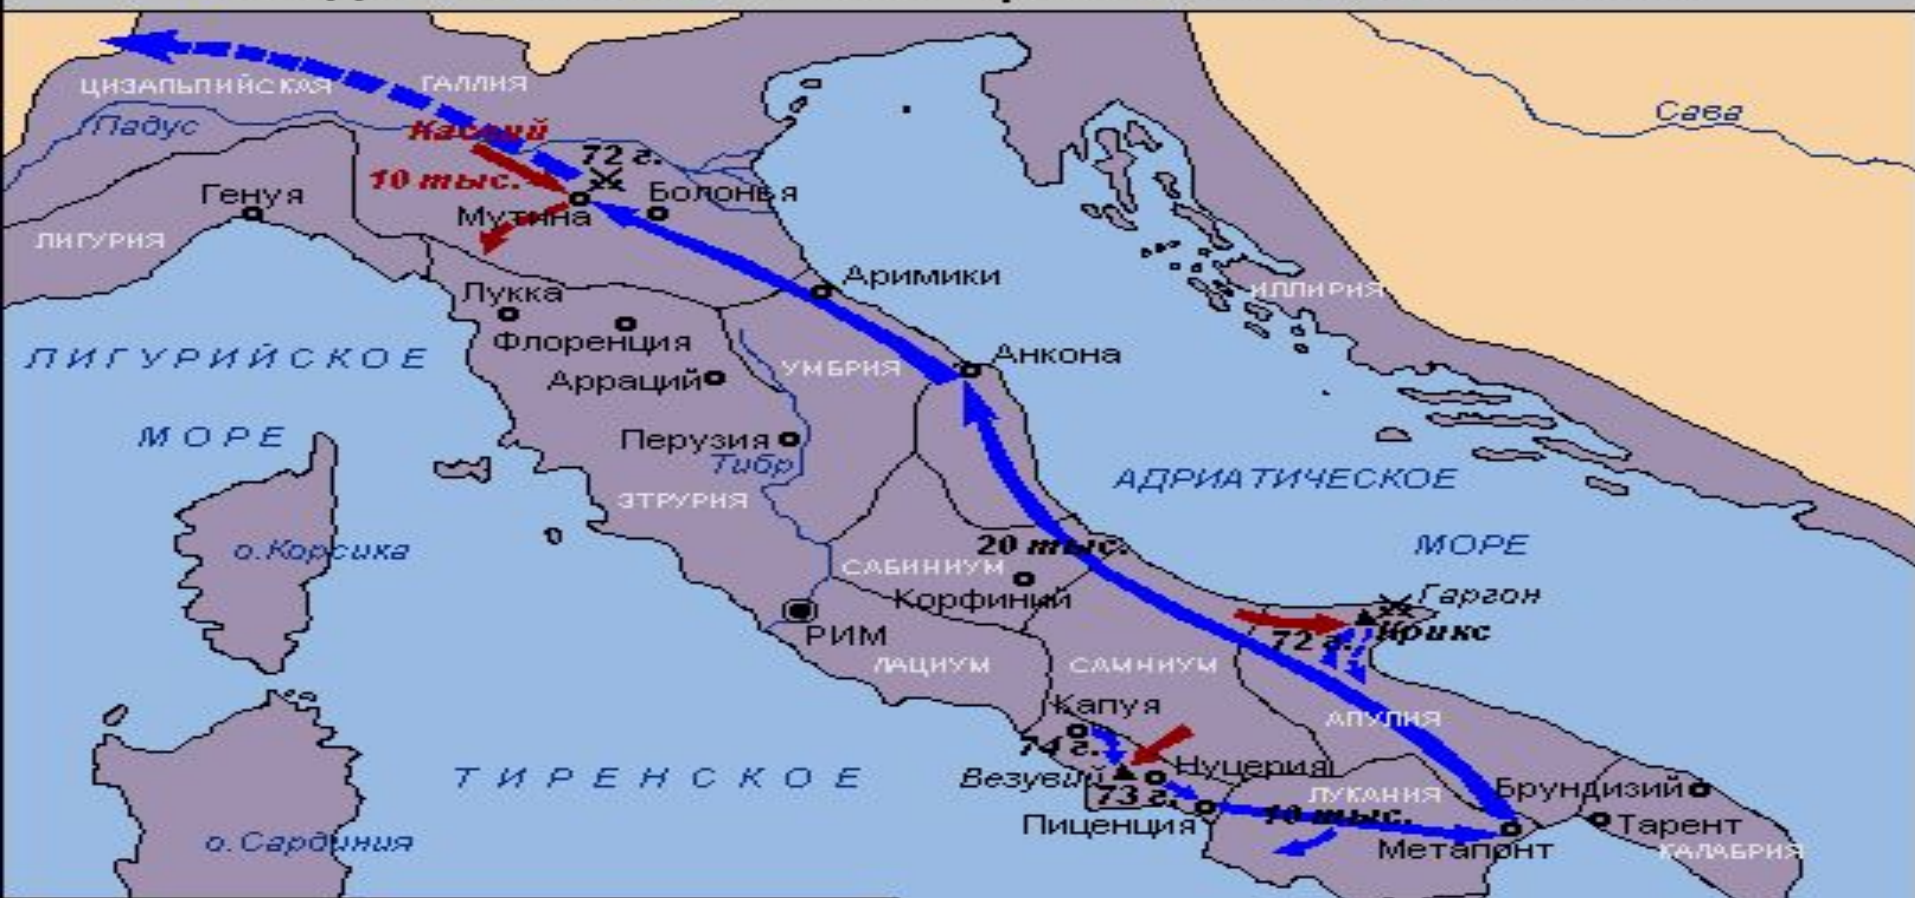 ЦИЗАЛЬПИЙСКАЯ ГАЛЛИЯ
Падус
Кассий
Сава
72 г.
10 тыс.
Генуя
Болонья
Мутина
ЛИГУРИЯ
Аримики
Лукка
ИЛЛИРИЯ
Флоренция
ЛИГУРИЙСКОЕ
МОРЕ
УМБРИЯ
Анкона
Арраций
Перузия
Тибр
АДРИАТИЧЕСКОЕ
МОРЕ
ЭТРУРИЯ
о.Корсика
20 тыс.
САБИНИУМ
Корфиний
Гаргон
РИМ
72 г.
Крикс
ЛАЦИУМ
САМНИУМ
Капуя
АПУЛИЯ
74 г.
ТИРЕНСКОЕ
Везувий
Нуцерия
73 г.
ЛУКАНИЯ
Брундизий
10 тыс.
Пиценция
Тарент
о.Сардиния
Метапонт
КАЛАБРИЯ